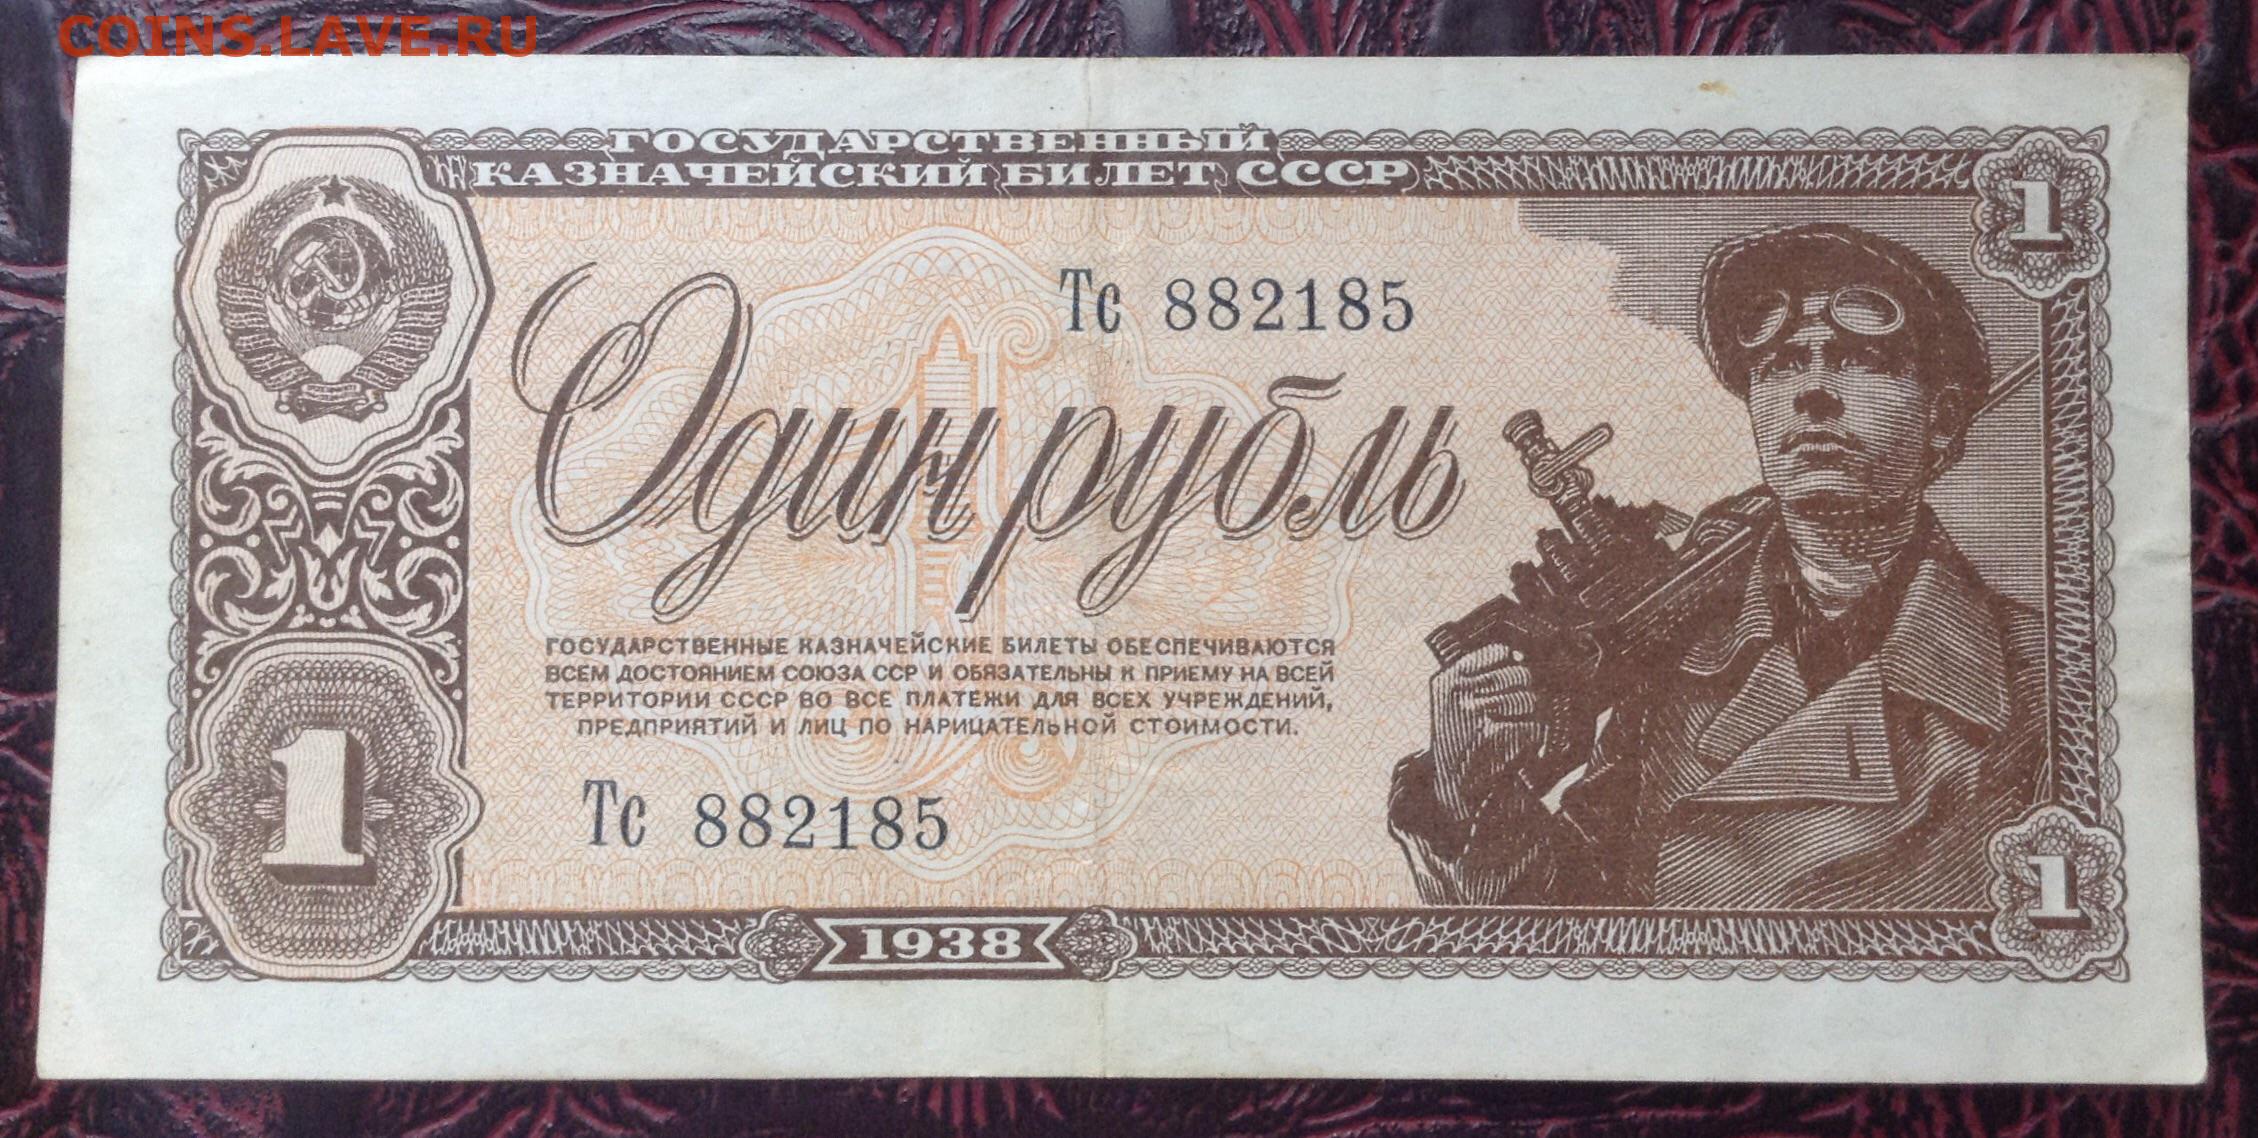 COINS.LAVE.RU
ГОСУДАРСТВЕННЫЙ
КАЗНАЧЕЙСКИЙ БИЛЕТ СССР
1
Тс 882185
Один рубль
ГОСУДАРСТВЕННЫЕ КАЗНАЧЕЙСКИЕ БИЛЕТЫ ОБЕСПЕЧИВАЮТСЯ
ВСЕМ ДОСТОЯНИЕМ СОЮЗА ССР И ОБЯЗАТЕЛЬНЫ К ПРИЕМУ НА ВСЕЙ
ТЕРРИТОРИИ СССР ВО ВСЕ ПЛАТЕЖИ ДЛЯ ВСЕХ УЧРЕЖДЕНИЙ,
ПРЕДПРИЯТИЙ И ЛИЦ ПО НАРИЦАТЕЛЬНОЙ СТОИМОСТИ.
1
Тс 882185
1
1938